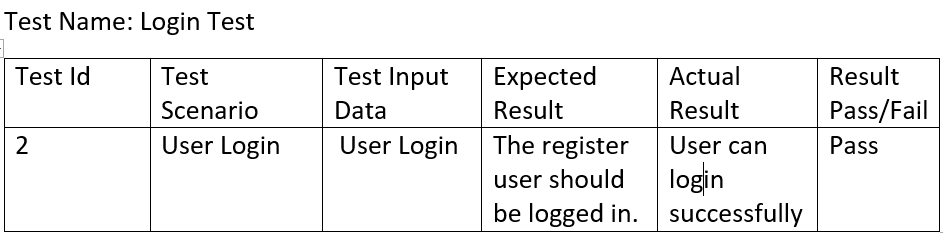 Test Name: Login Test
Test Id Test Scenario Test Input Data Expected Result Actual Result Result Pass/Fail
2 User Login User Login The register user should be logged in. User can login successfully Pass